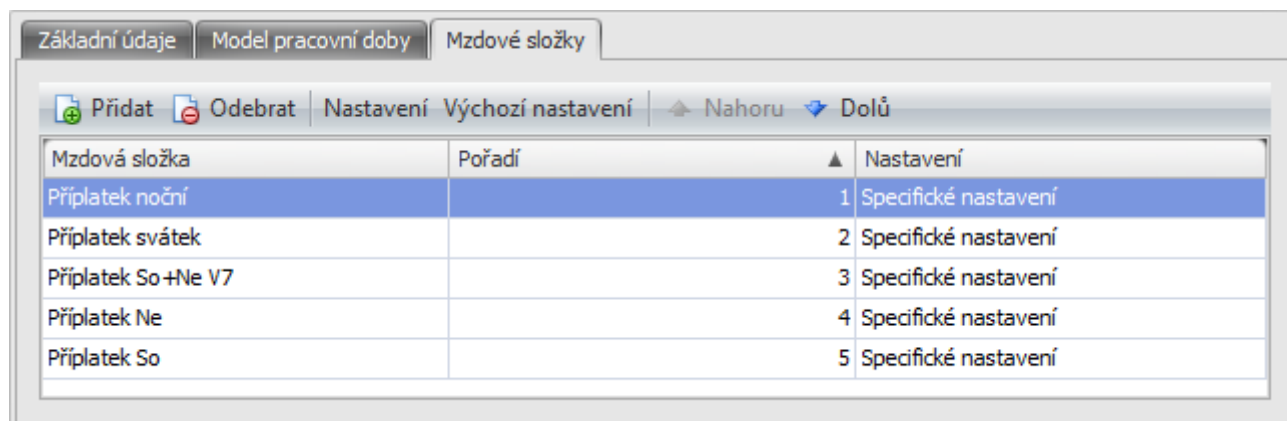 Základní údaje Model pracovní doby Mzdové složky
Přidat Odebrat Nastavení Výchozí nastavení Nahoru Dolů
Mzdová složka Pořadí Nastavení
Příplatek noční 1 Specifické nastavení
Příplatek svátek 2 Specifické nastavení
Příplatek So+Ne V7 3 Specifické nastavení
Příplatek Ne 4 Specifické nastavení
Příplatek So 5 Specifické nastavení